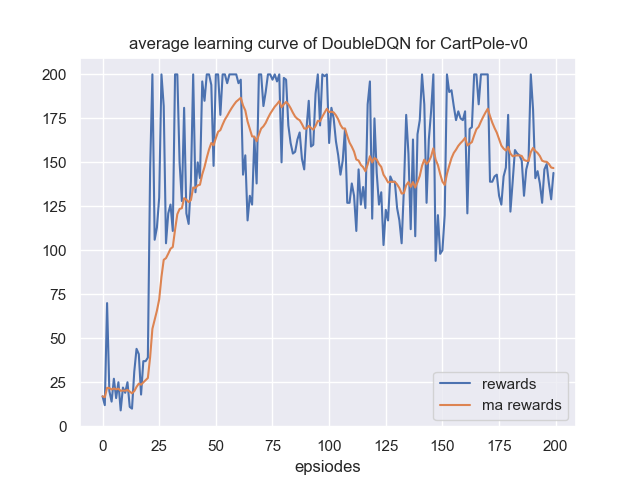 average learning curve of DoubleDQN for CartPole-v0
200
175
150
125
100
75
50
25
0
rewards
ma rewards
0 25 50 75 100 125 150 175 200
epsiodes